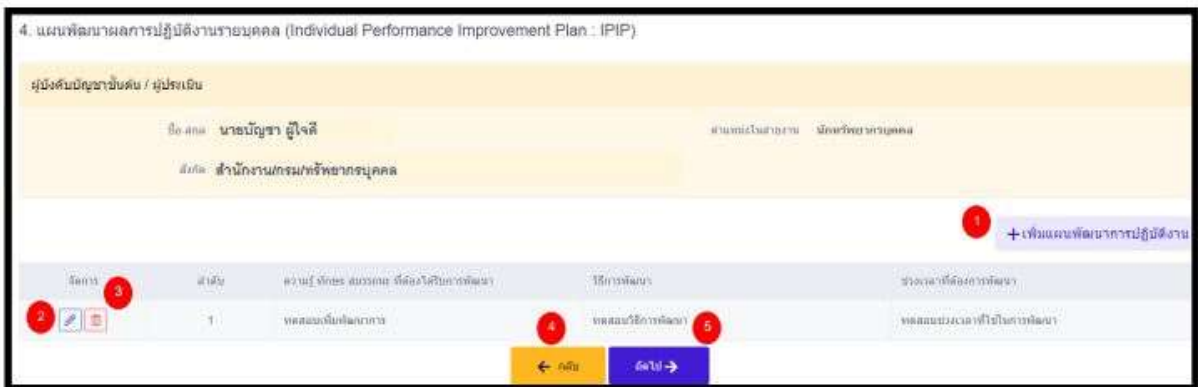 4. แผนพัฒนาผลการปฏิบัติงานรายบุคคล (Individual Performance Improvement Plan : IPIP)
ผู้บังคับบัญชาขั้นต้น / ผู้ประเมิน
ชื่อ สกุล นายบัญชา ผู้ใจดี ตำแหน่งในสายงาน นักทรัพยากรบุคคล
สังกัด สำนักงาน/กรม/ทรัพยากรบุคคล
1 +เพิ่มแผนพัฒนาการปฏิบัติงาน
จัดการ 3 ลำดับ ความรู้ ทักษะ สมรรถนะ ที่ต้องได้รับการพัฒนา วิธีการพัฒนา ช่วงเวลาที่ต้องการพัฒนา
2 1 ทดสอบเพิ่มพัฒนาการ 4 ทดสอบวิธีการพัฒนา 5 ทดสอบช่วงเวลาที่ใช้ในการพัฒนา
← กลับ ถัดไป →